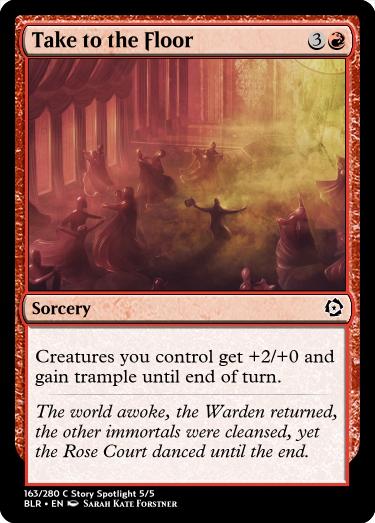 Take to the Floor 3
Sorcery
Creatures you control get +2/+0 and
gain trample until end of turn.
The world awoke, the Warden returned,
the other immortals were cleansed, yet
the Rose Court danced until the end.
163/280 C Story Spotlight 5/5
BLR • EN Sarah Kate Forstner